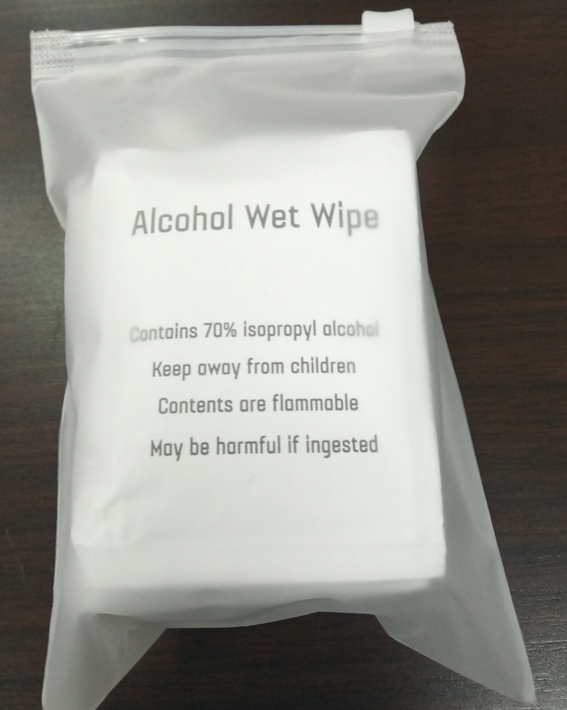 Alcohol Wet Wipe
Contains 70% isopropyl alcohol
Keep away from children
Contents are flammable
May be harmful if ingested